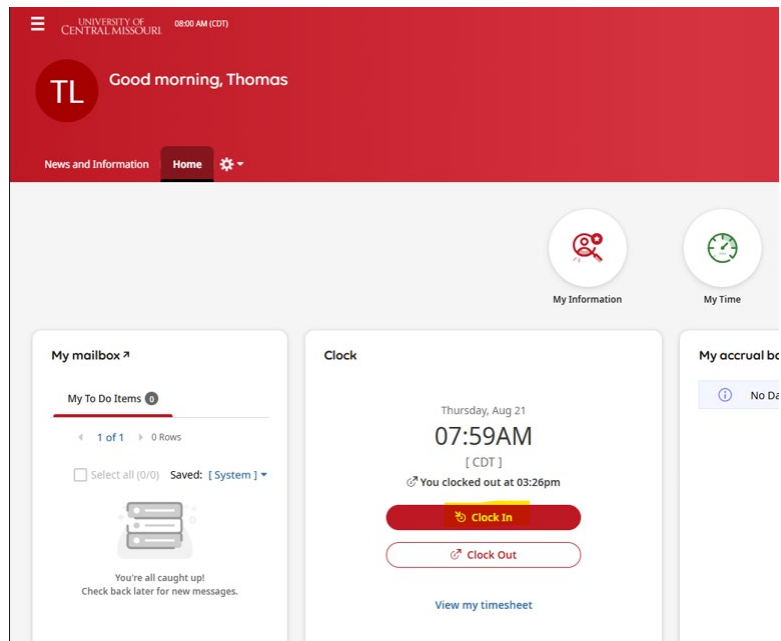 UNIVERSITY OF
CENTRAL MISSOURI.
08:00 AM (CDT)
TL
Good morning, Thomas
News and Information
Home
My Information
My Time
My mailbox
My To Do Items 0
1 of 1
0 Rows
Select all (0/0)
Saved: [ System ]
You're all caught up!
Check back later for new messages.
Clock
Thursday, Aug 21
07:59AM
[ CDT ]
You clocked out at 03:26pm
Clock In
Clock Out
View my timesheet
My accrual
No